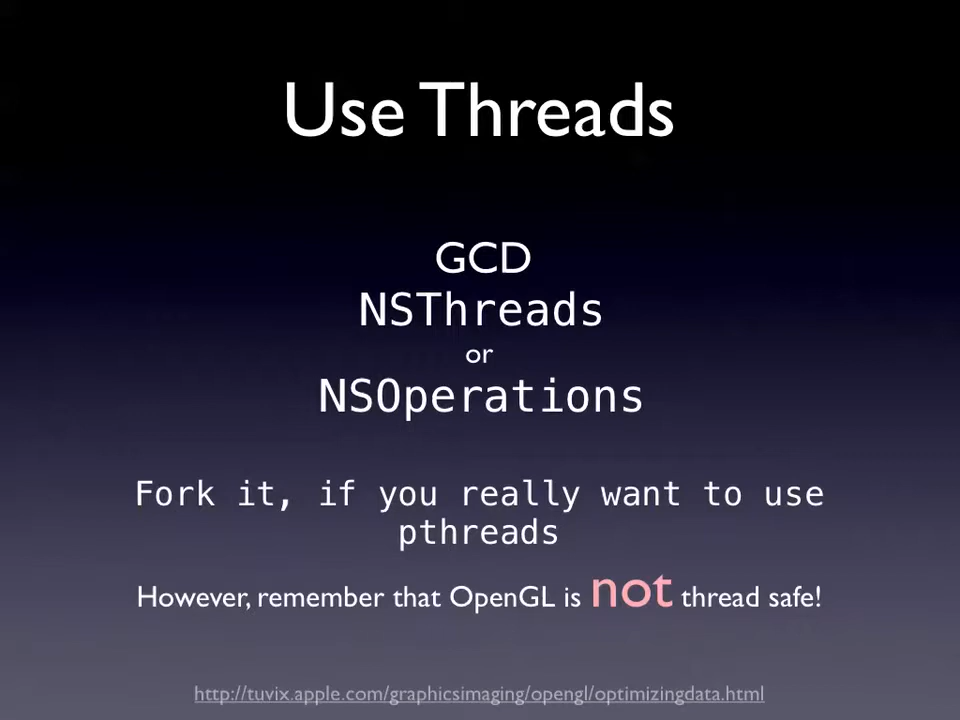 Use Threads
GCD
NSThreads
or
NSOperations
Fork it, if you really want to use
pthreads
However, remember that OpenGL is not thread safe!
http://tuvix.apple.com/graphicsimaging/opengl/optimizingdata.html